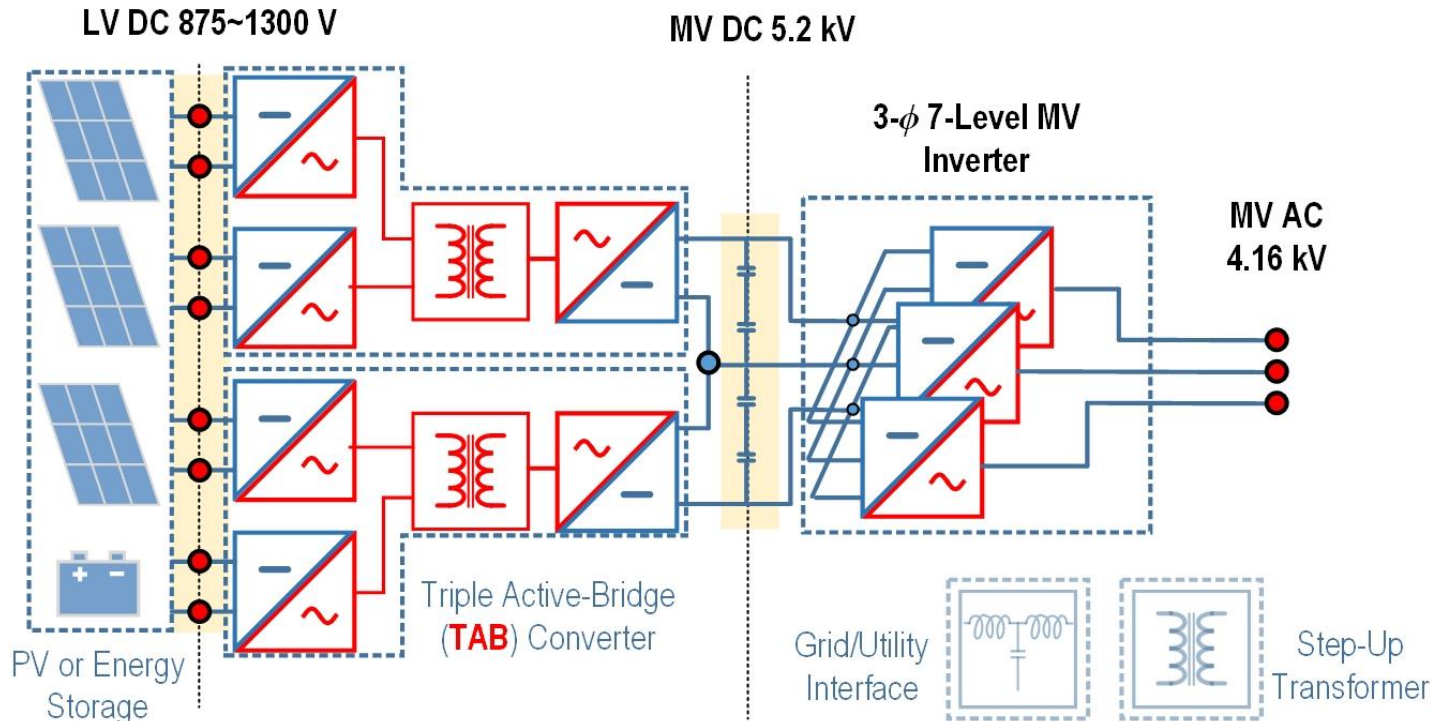 LV DC 875~1300 V
MV DC 5.2 kV
3-ϕ 7-Level MV
Inverter
MV AC
4.16 kV
+ −
Triple Active-Bridge
(TAB) Converter
PV or Energy
Storage
Grid/Utility
Interface
Step-Up
Transformer